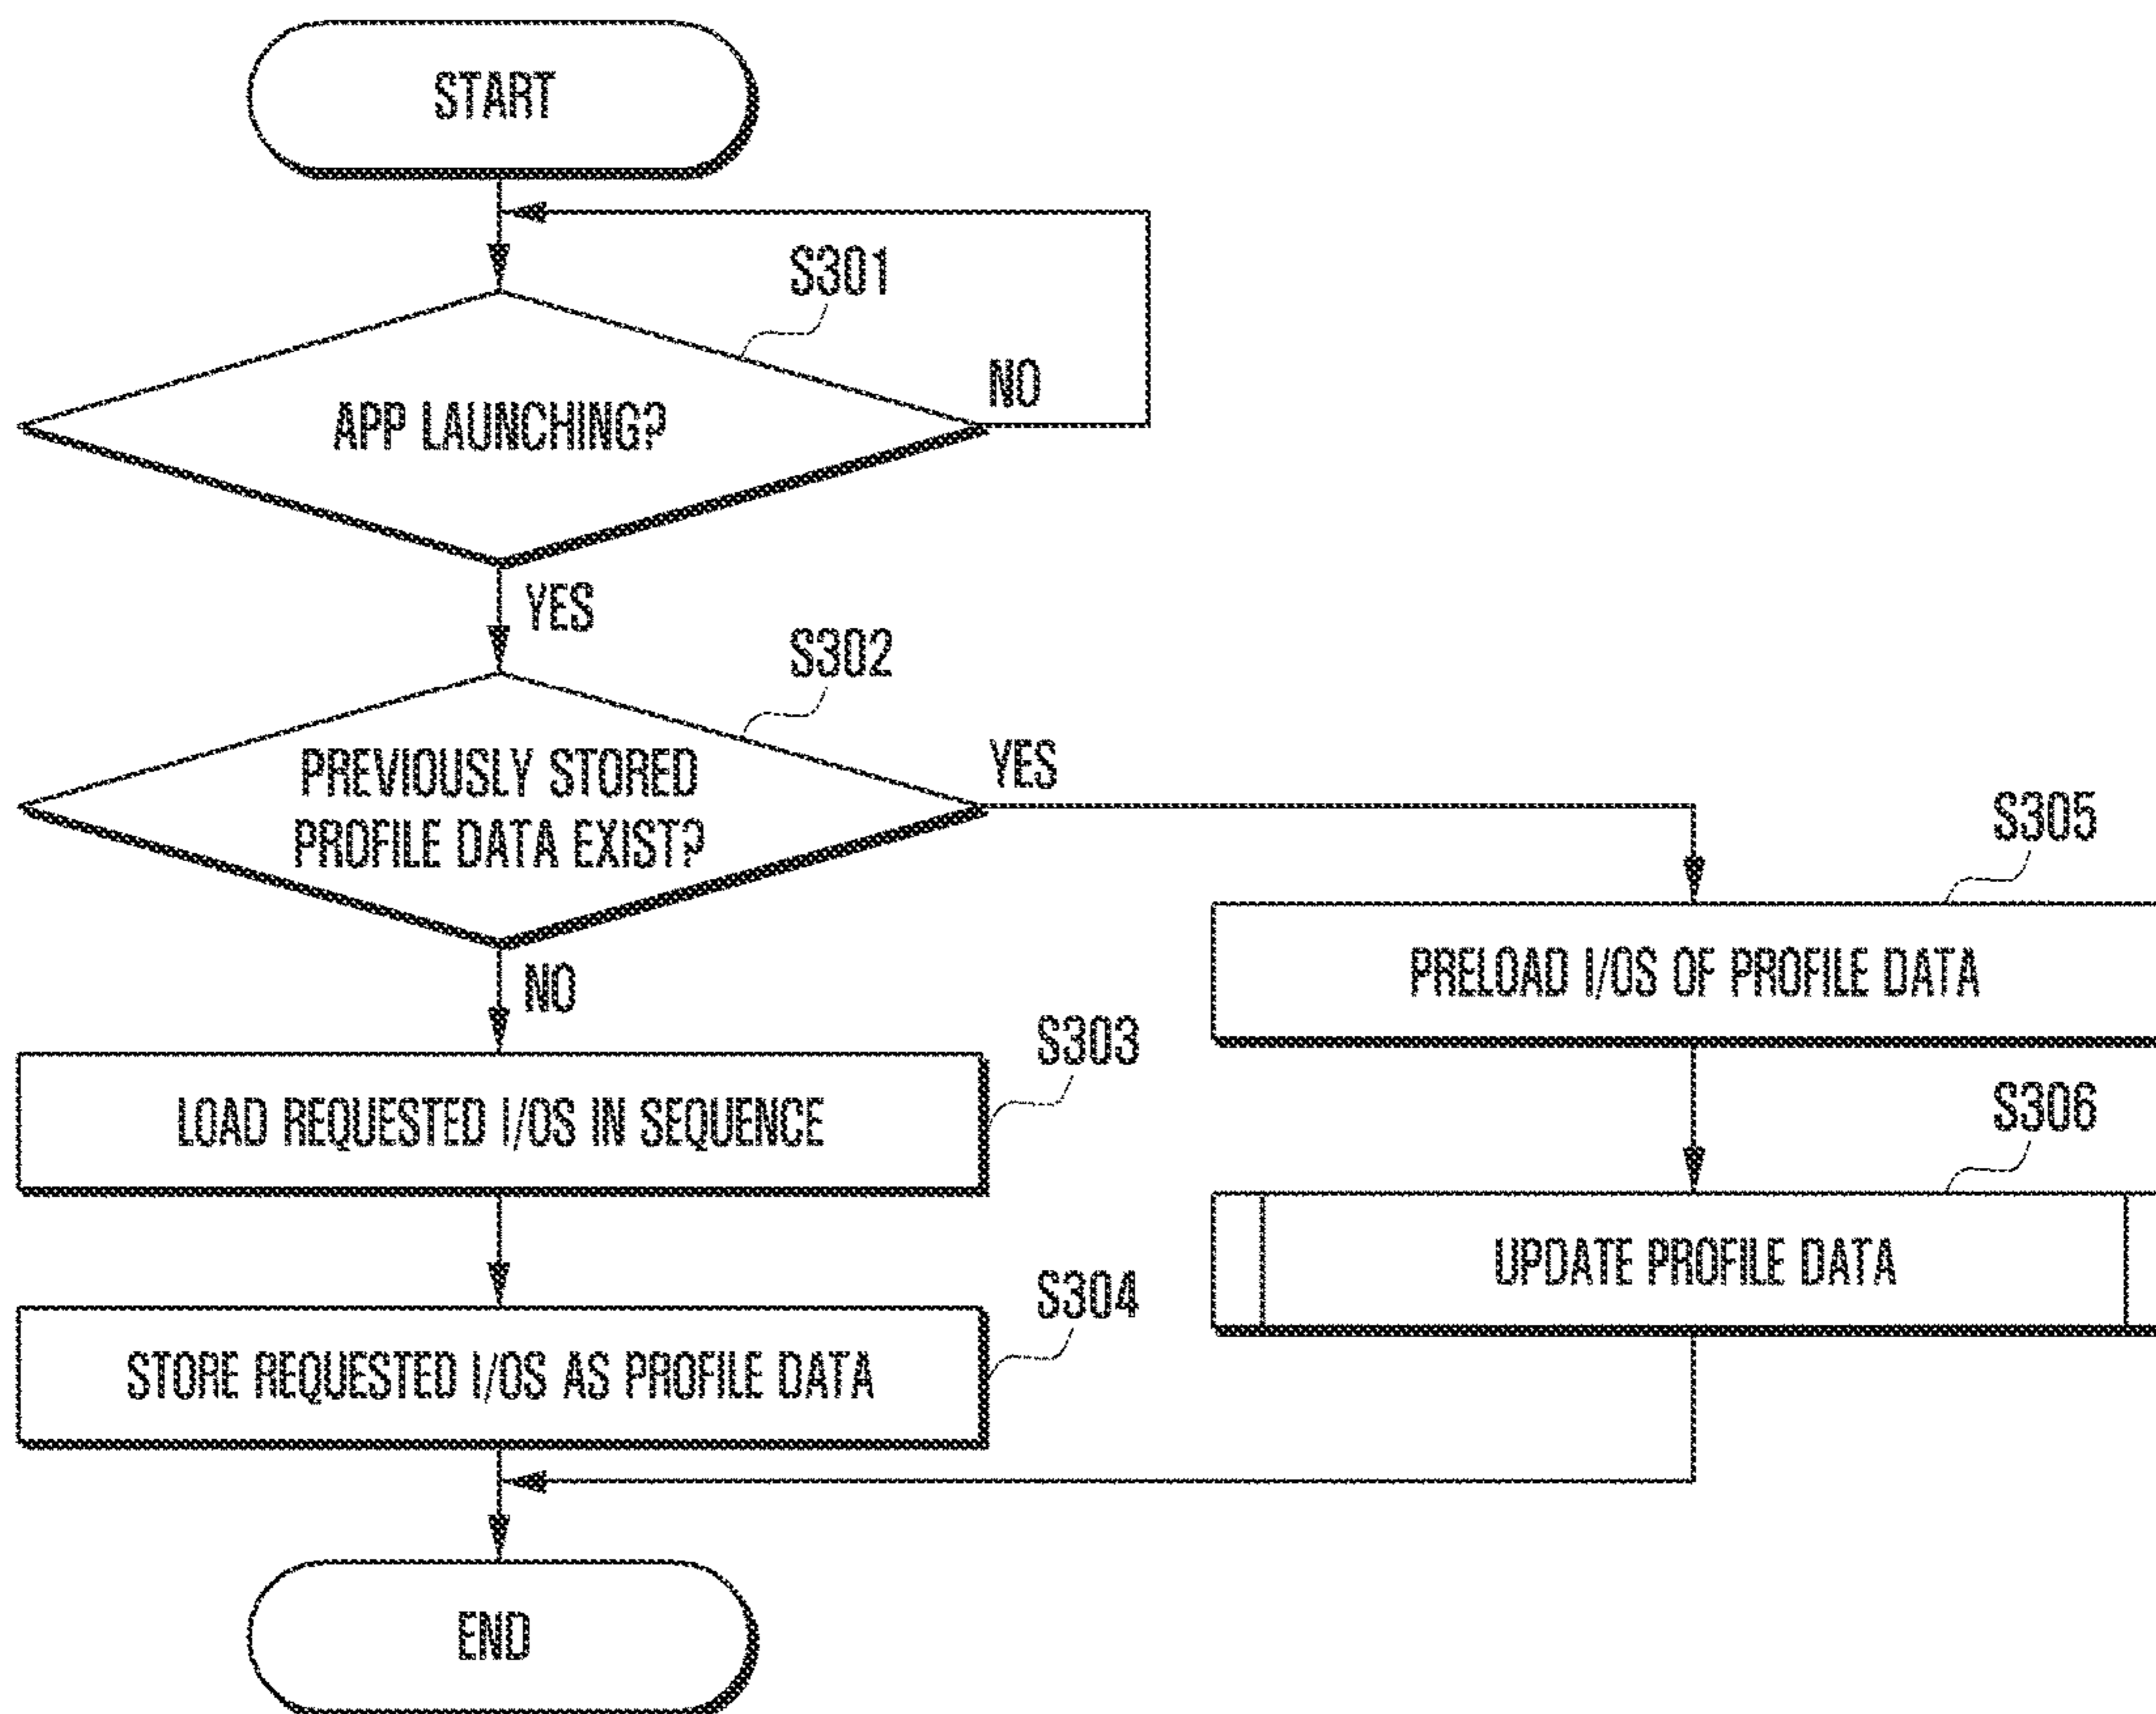 START
S301
NO
APP LAUNCHING?
YES
S302
PREVIOUSLY STORED
PROFILE DATA EXIST?
YES
NO
S303
LOAD REQUESTED I/OS IN SEQUENCE
S304
STORE REQUESTED I/OS AS PROFILE DATA
S305
PRELOAD I/OS OF PROFILE DATA
S306
UPDATE PROFILE DATA
END